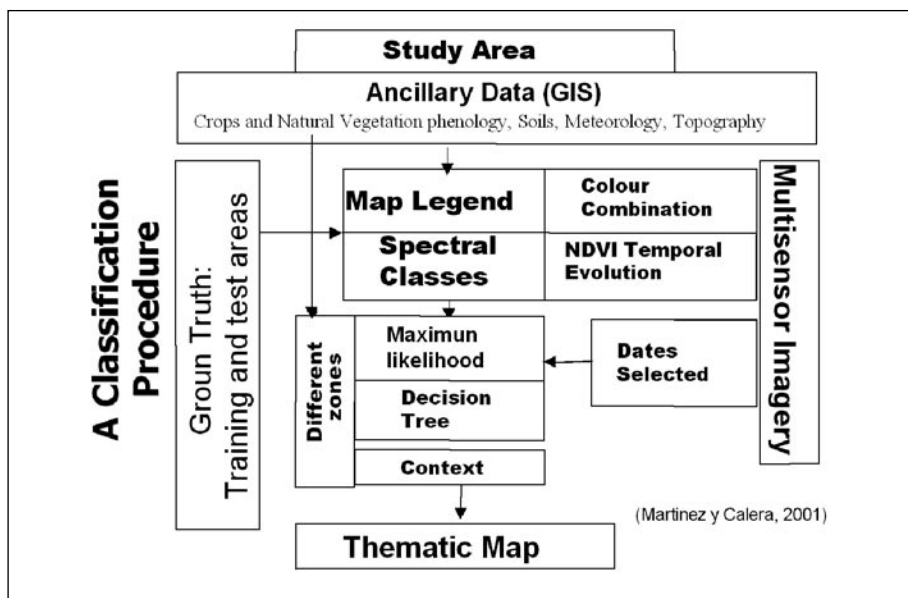 Study Area
Ancillary Data (GIS)
Crops and Natural Vegetation phenology, Soils, Meteorology, Topography
A Classification
Procedure
Groun Truth:
Training and test areas
Map Legend
Colour
Combination
Spectral
Classes
NDVI Temporal
Evolution
Multisensor Imagery
Different
zones
Maximun
likelihood
Dates
Selected
Decision
Tree
Context
(Martinez y Calera, 2001)
Thematic Map